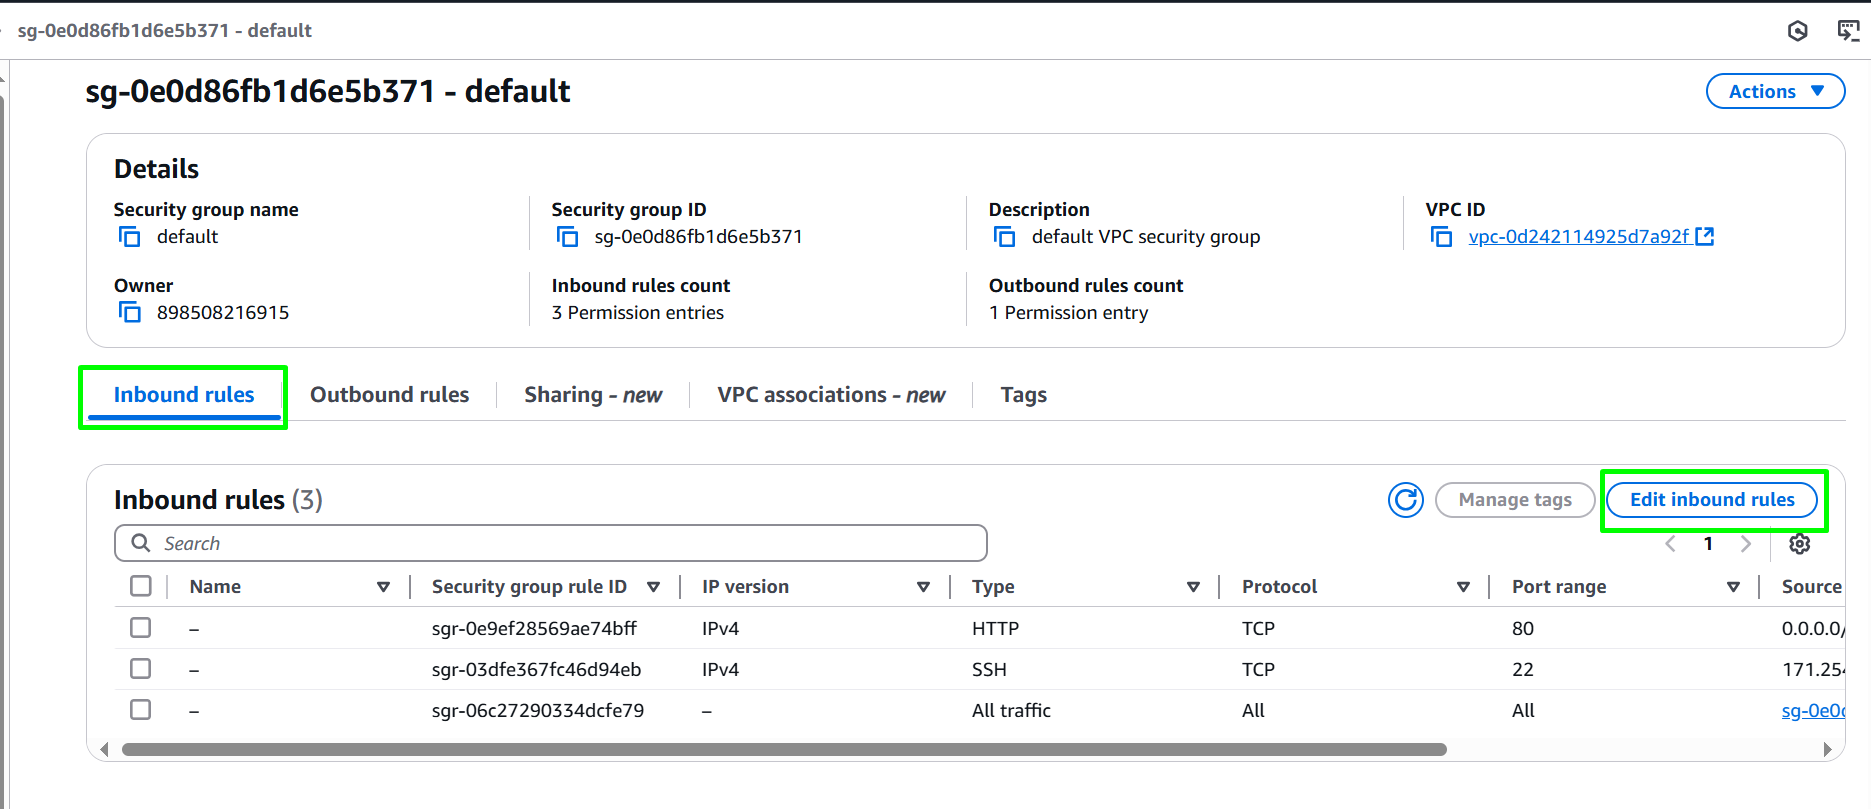 sg-0e0d86fb1d6e5b371 - default
sg-0e0d86fb1d6e5b371 - default
Actions
Details
Security group name
default
Security group ID
sg-0e0d86fb1d6e5b371
Description
default VPC security group
VPC ID
vpc-0d242114925d7a92f
Owner
898508216915
Inbound rules count
3 Permission entries
Outbound rules count
1 Permission entry
Inbound rules Outbound rules Sharing - new VPC associations - new Tags
Inbound rules (3)
Manage tags
Edit inbound rules
Search
1
Name Security group rule ID IP version Type Protocol Port range Source
– sgr-0e9ef28569ae74bff IPv4 HTTP TCP 80 0.0.0.0/
– sgr-03dfe367fc46d94eb IPv4 SSH TCP 22 171.254
– sgr-06c27290334dcfe79 – All traffic All All sg-0e0d